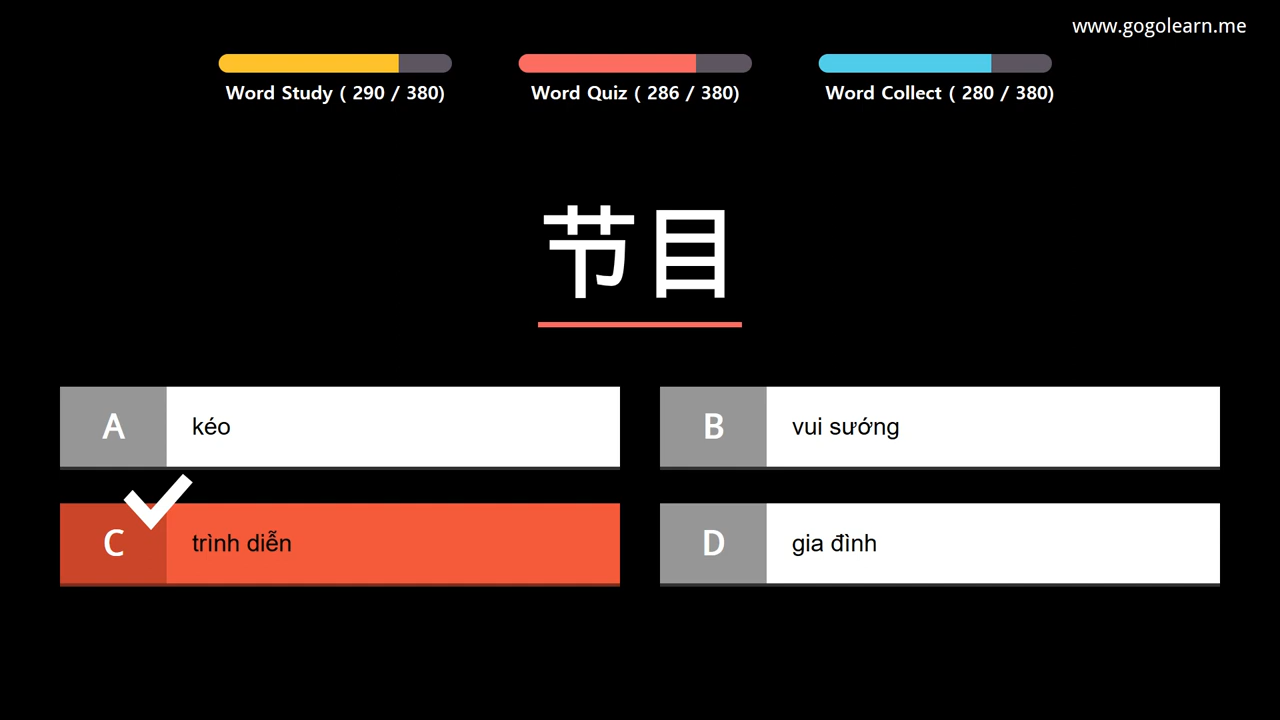 www.gogolearn.me
Word Study ( 290 / 380)
Word Quiz ( 286 / 380)
Word Collect ( 280 / 380)
节目
A
kéo
B
vui sướng
C
trình diễn
D
gia đình